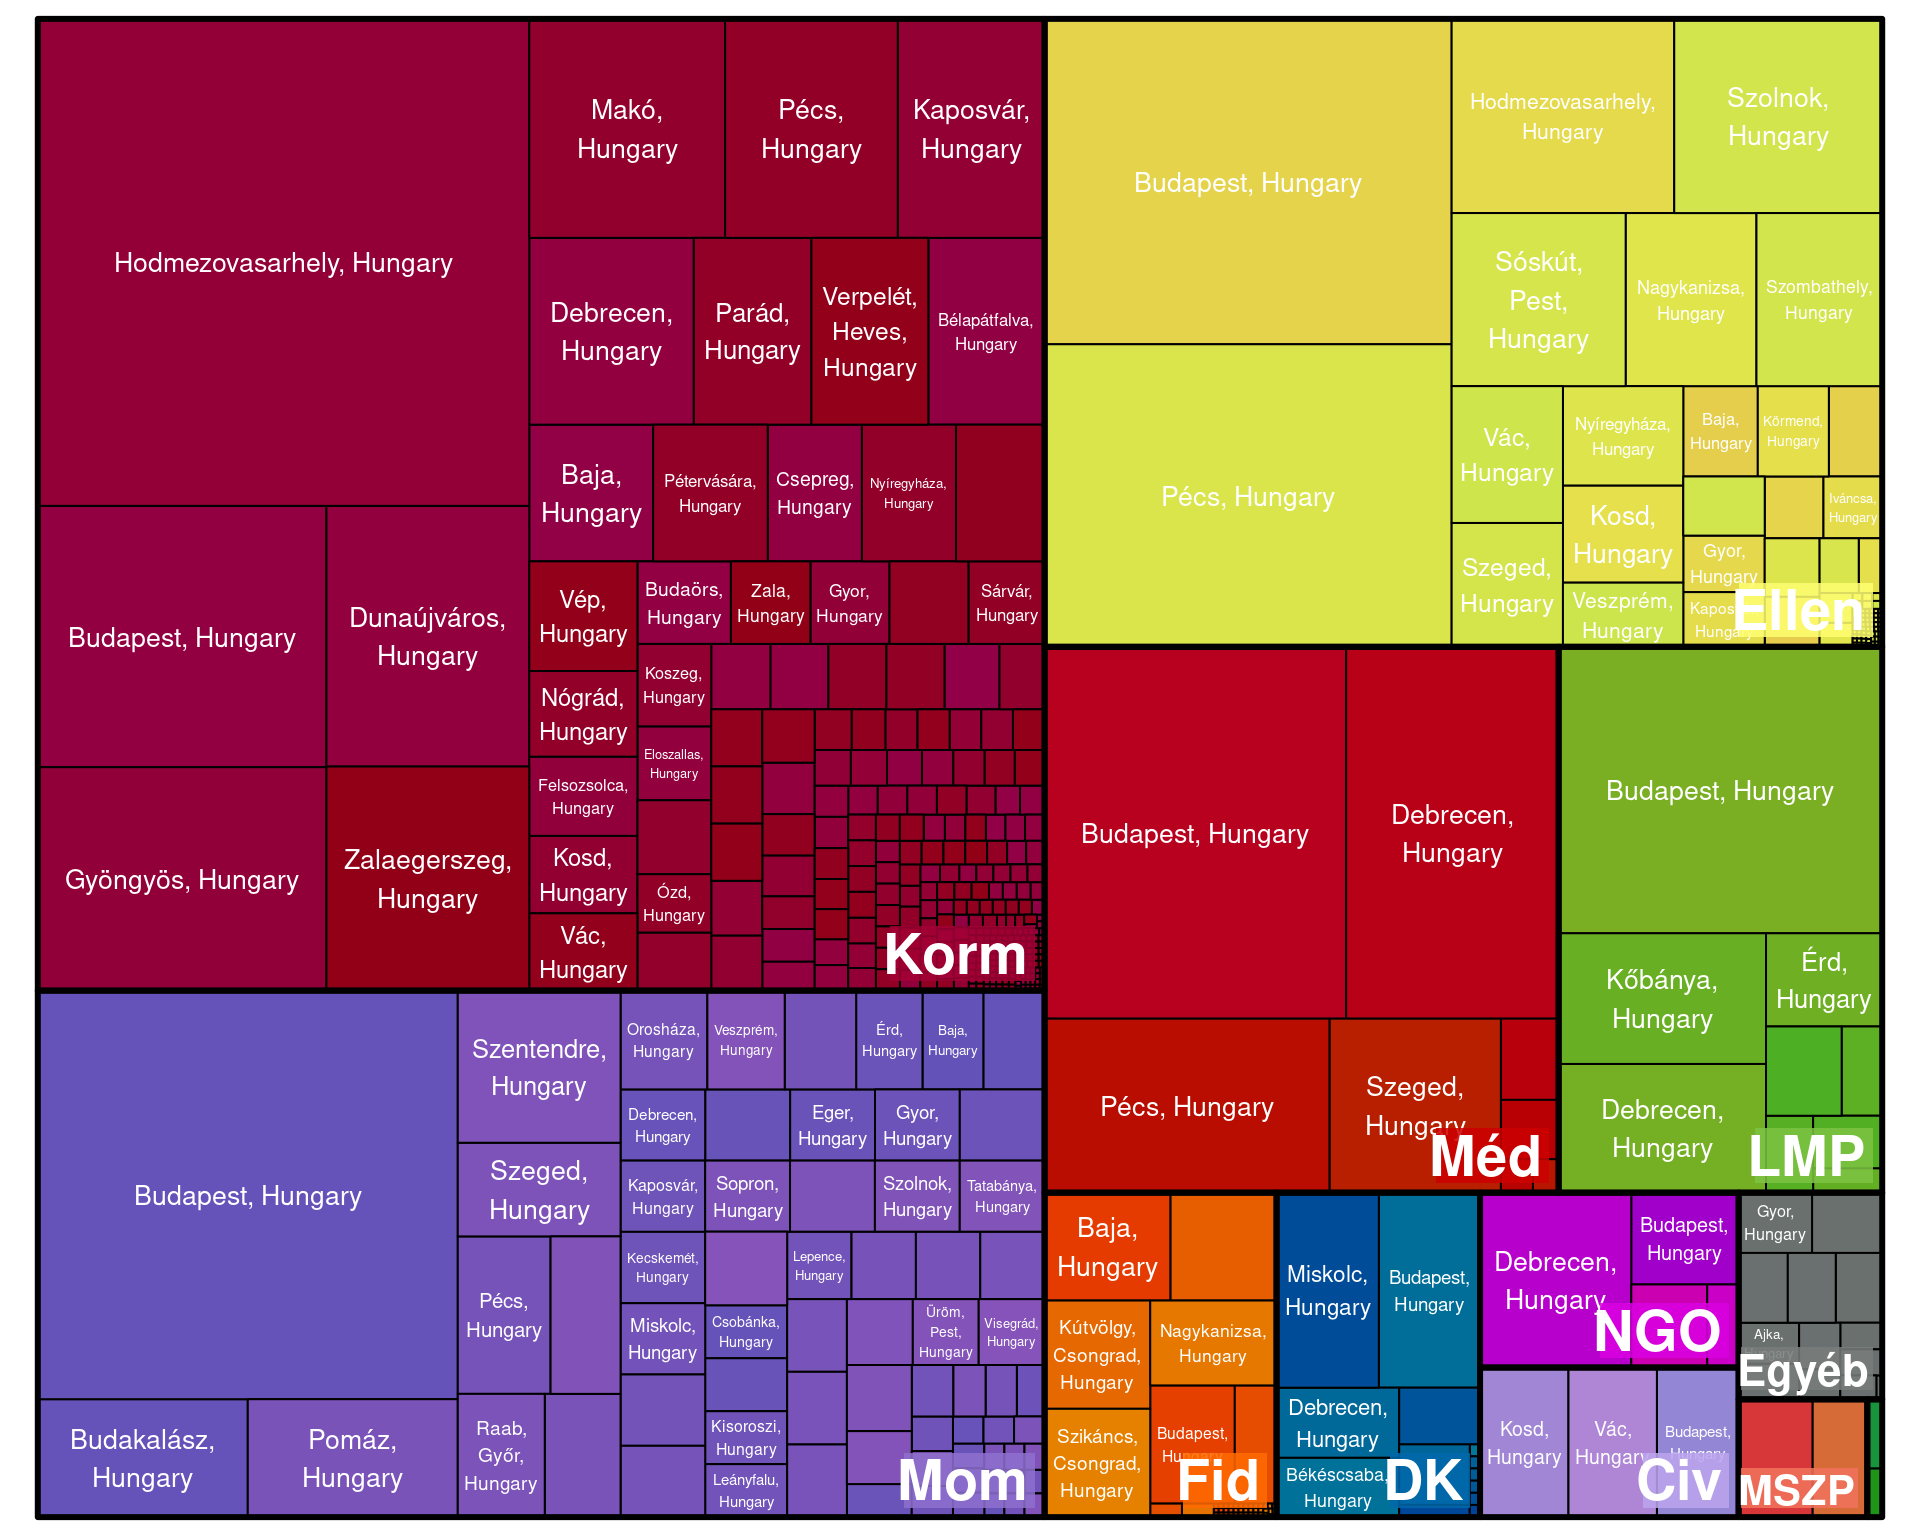 Hodmezovasarhely, Hungary
Budapest, Hungary
Dunaújváros,
Hungary
Gyöngyös, Hungary
Zalaegerszeg,
Hungary
Makó,
Hungary
Pécs,
Hungary
Kaposvár,
Hungary
Debrecen,
Hungary
Parád,
Hungary
Verpelét,
Heves,
Hungary
Bélapátfalva,
Hungary
Baja,
Hungary
Pétervására,
Hungary
Csepreg,
Hungary
Nyíregyháza,
Hungary
Vép,
Hungary
Nógrád,
Hungary
Felsozsolca,
Hungary
Kosd,
Hungary
Vác,
Hungary
Budaörs,
Hungary
Zala,
Hungary
Gyor,
Hungary
Sárvár,
Hungary
Koszeg,
Hungary
Eloszallas,
Hungary
Ózd,
Hungary
Korm
Budapest, Hungary
Pécs, Hungary
Hodmezovasarhely,
Hungary
Szolnok,
Hungary
Sóskút,
Pest,
Hungary
Nagykanizsa,
Hungary
Szombathely,
Hungary
Vác,
Hungary
Szeged,
Hungary
Nyíregyháza,
Hungary
Kosd,
Hungary
Veszprém,
Hungary
Baja,
Hungary
Körmend,
Hungary
Iváncsa,
Hungary
Gyor,
Hungary
Ellen
Budapest, Hungary
Budakalász,
Hungary
Pomáz,
Hungary
Szentendre,
Hungary
Szeged,
Hungary
Pécs,
Hungary
Raab,
Győr,
Hungary
Orosháza,
Hungary
Veszprém,
Hungary
Érd,
Hungary
Baja,
Hungary
Debrecen,
Hungary
Eger,
Hungary
Gyor,
Hungary
Kaposvár,
Hungary
Sopron,
Hungary
Szolnok,
Hungary
Tatabánya,
Hungary
Kecskemét,
Hungary
Lepence,
Hungary
Miskolc,
Hungary
Csobánka,
Hungary
Üröm,
Pest,
Hungary
Visegrád,
Hungary
Kisoroszi,
Hungary
Leányfalu,
Hungary
Mom
Budapest, Hungary
Debrecen,
Hungary
Pécs, Hungary
Szeged,
Hungary
Méd
Budapest, Hungary
Kőbánya,
Hungary
Érd,
Hungary
Debrecen,
Hungary
LMP
Baja,
Hungary
Kútvölgy,
Csongrad,
Hungary
Nagykanizsa,
Hungary
Szikáncs,
Csongrad,
Hungary
Budapest,
Fid
Miskolc,
Hungary
Budapest,
Hungary
Debrecen,
Hungary
Békéscsaba,
Hungary
DK
Debrecen,
Hungary
Budapest,
Hungary
NGO
Kosd,
Hungary
Vác,
Hungary
Budapest,
Civ
Gyor,
Hungary
Ajka,
Egyéb
MSZP